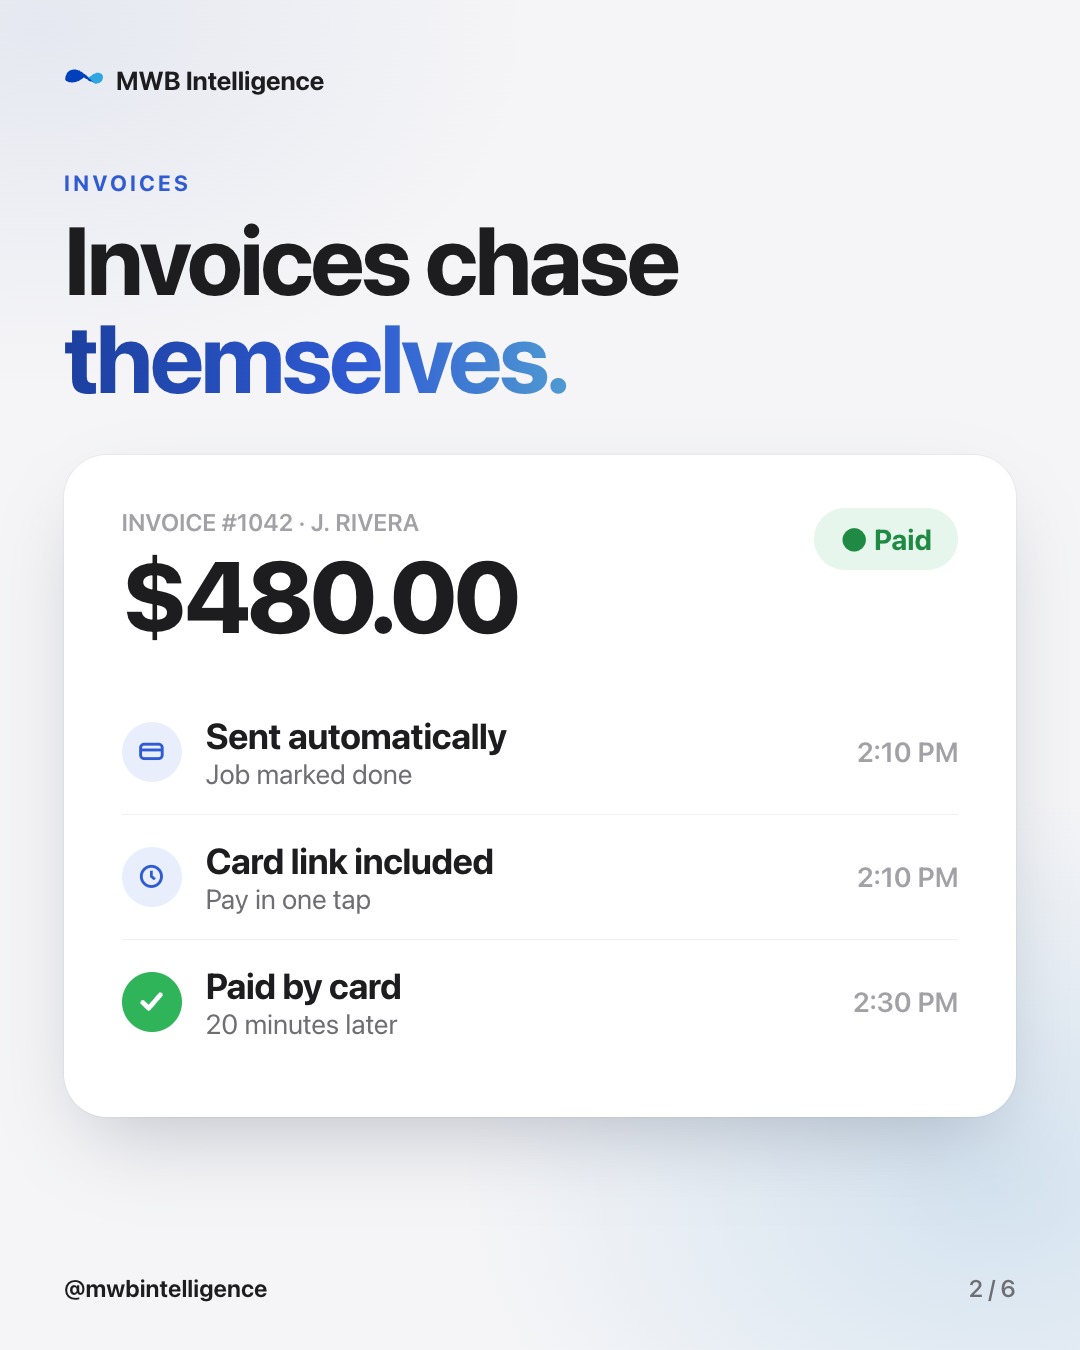 MWB Intelligence
INVOICES
Invoices chase
themselves.
INVOICE #1042 · J. RIVERA
Paid
$480.00
Sent automatically
Job marked done
2:10 PM
Card link included
Pay in one tap
2:10 PM
Paid by card
20 minutes later
2:30 PM
@mwbintelligence
2 / 6